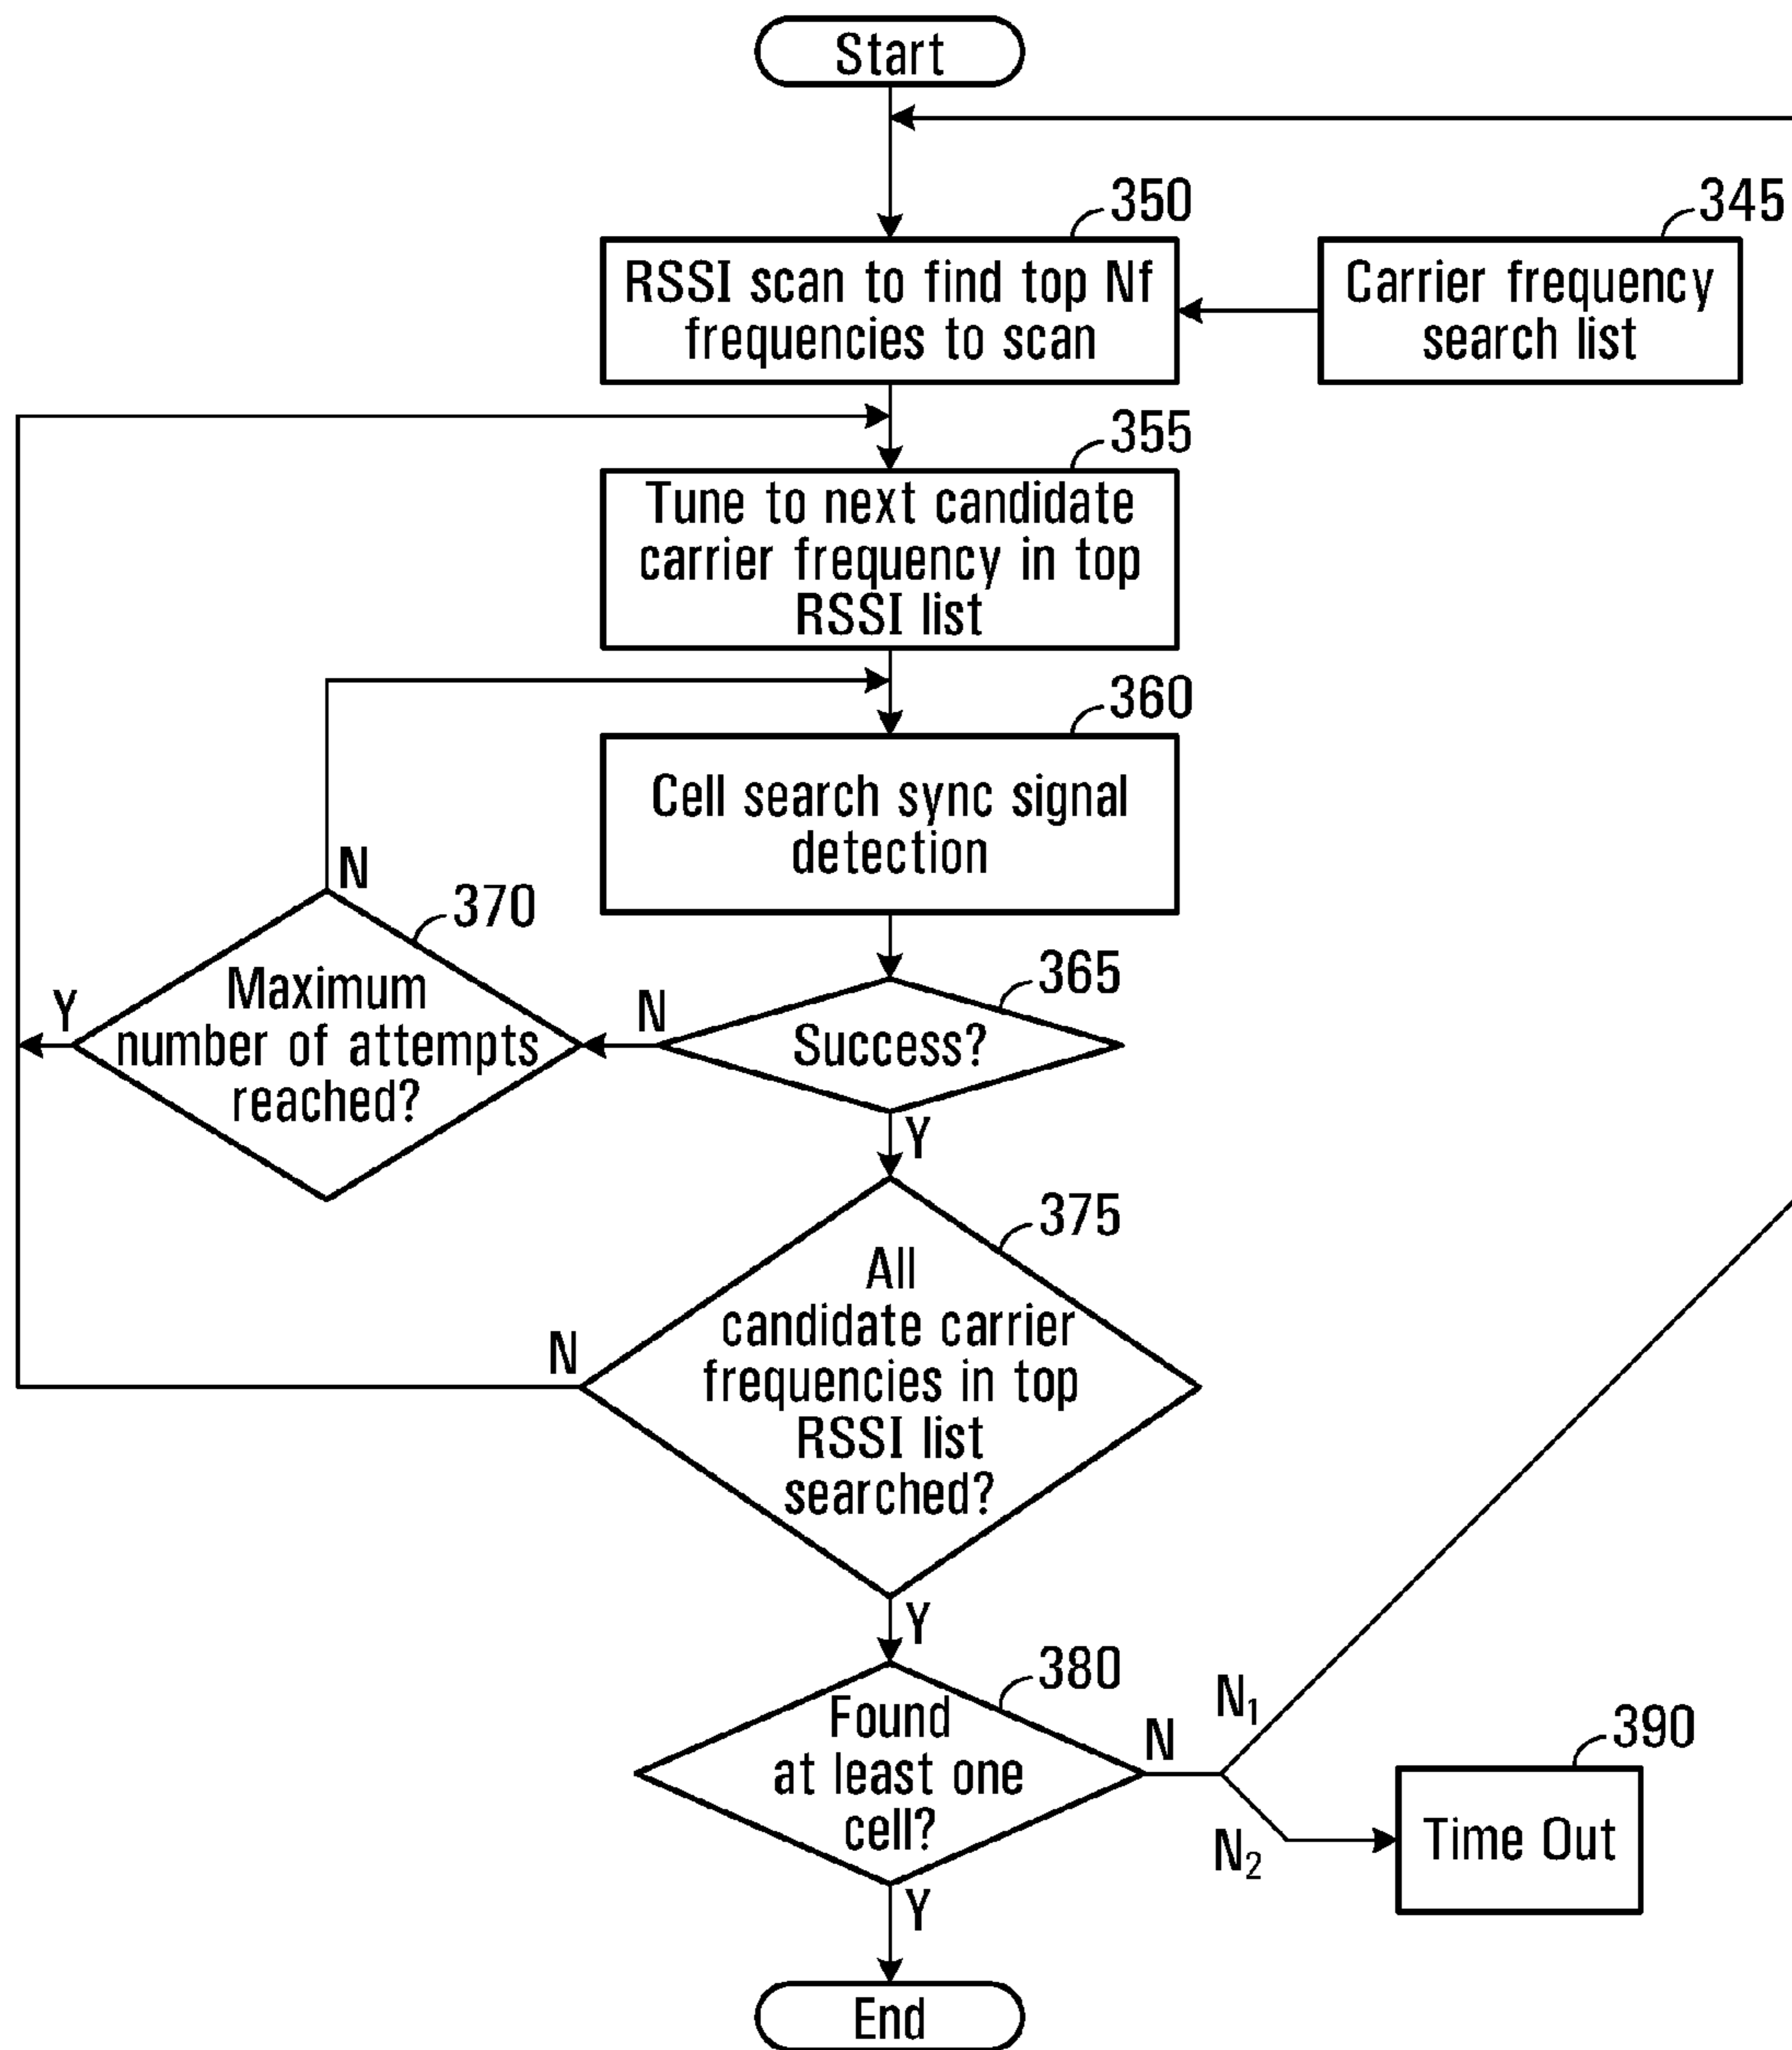 Start
350
345
RSSI scan to find top Nf
frequencies to scan
Carrier frequency
search list
355
Tune to next candidate
carrier frequency in top
RSSI list
360
Cell search sync signal
detection
N
370
Maximum
number of attempts
reached?
Y
N
365
Success?
Y
375
All
candidate carrier
frequencies in top
RSSI list
searched?
N
Y
380
Found
at least one
cell?
N
N₁
N₂
390
Time Out
Y
End